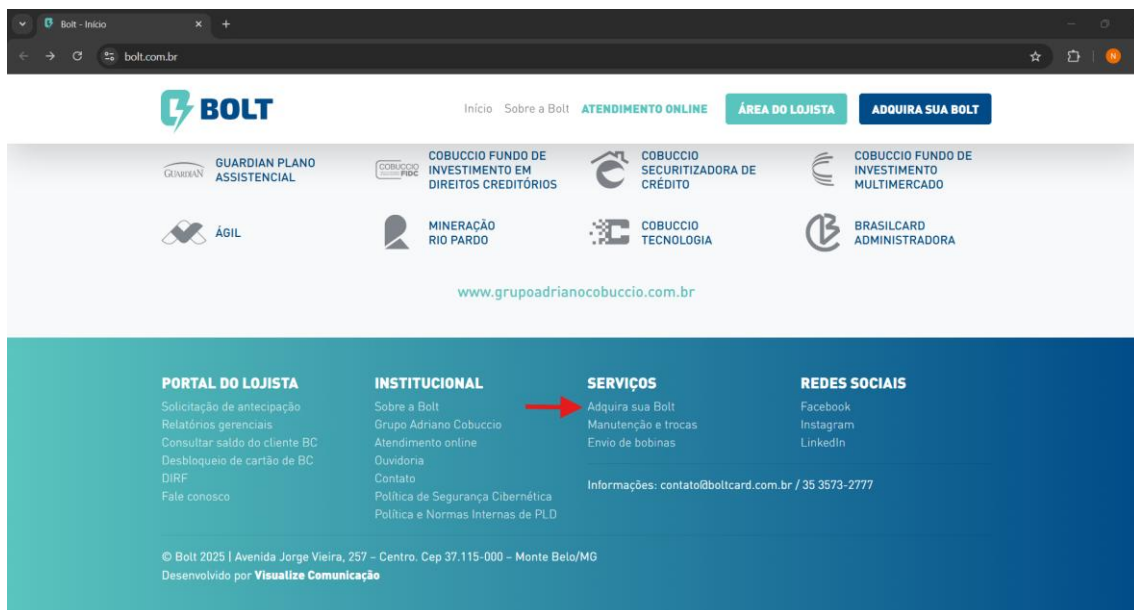 Bolt - Início
bolt.com.br
N
BOLT
Início Sobre a Bolt ATENDIMENTO ONLINE ÁREA DO LOJISTA ADQUIRA SUA BOLT
GUARDIAN
GUARDIAN PLANO
ASSISTENCIAL
COBUCCIO
FIDC
COBUCCIO FUNDO DE
INVESTIMENTO EM
DIREITOS CREDITÓRIOS
COBUCCIO
SECURITIZADORA DE
CRÉDITO
COBUCCIO FUNDO DE
INVESTIMENTO
MULTIMERCADO
ÁGIL
MINERAÇÃO
RIO PARDO
COBUCCIO
TECNOLOGIA
BRASILCARD
ADMINISTRADORA
www.grupoadrianocobuccio.com.br
PORTAL DO LOJISTA
Solicitação de antecipação
Relatórios gerenciais
Consultar saldo do cliente BC
Desbloqueio de cartão de BC
DIRF
Fale conosco
INSTITUCIONAL
Sobre a Bolt
Grupo Adriano Cobuccio
Atendimento online
Ouvidoria
Contato
Política de Segurança Cibernética
Política e Normas Internas de PLD
SERVIÇOS
Adquira sua Bolt
Manutenção e trocas
Envio de bobinas
REDES SOCIAIS
Facebook
Instagram
LinkedIn
Informações: contato@boltcard.com.br / 35 3573-2777
© Bolt 2025 | Avenida Jorge Vieira, 257 – Centro. Cep 37.115-000 – Monte Belo/MG
Desenvolvido por Visualize Comunicação